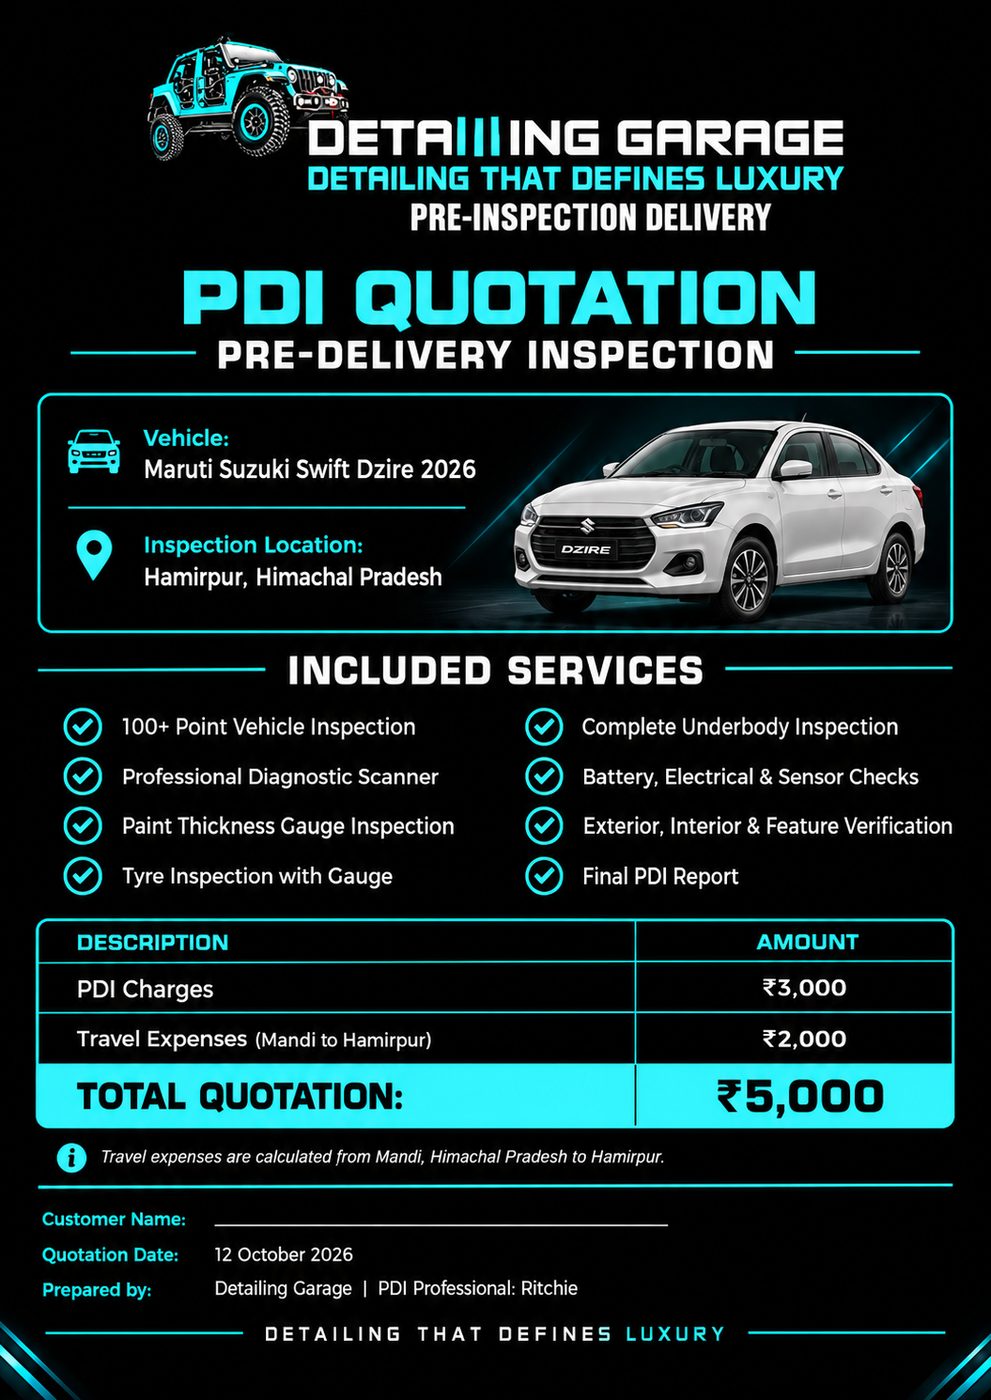 DETAIIIING GARAGE
DETAILING THAT DEFINES LUXURY
PRE-INSPECTION DELIVERY
PDI QUOTATION
PRE-DELIVERY INSPECTION
Vehicle:
Maruti Suzuki Swift Dzire 2026
Inspection Location:
Hamirpur, Himachal Pradesh
DZIRE
INCLUDED SERVICES
100+ Point Vehicle Inspection
Complete Underbody Inspection
Professional Diagnostic Scanner
Battery, Electrical & Sensor Checks
Paint Thickness Gauge Inspection
Exterior, Interior & Feature Verification
Tyre Inspection with Gauge
Final PDI Report
DESCRIPTION AMOUNT
PDI Charges ₹3,000
Travel Expenses (Mandi to Hamirpur) ₹2,000
TOTAL QUOTATION: ₹5,000
i Travel expenses are calculated from Mandi, Himachal Pradesh to Hamirpur.
Customer Name:
Quotation Date: 12 October 2026
Prepared by: Detailing Garage | PDI Professional: Ritchie
DETAILING THAT DEFINES LUXURY